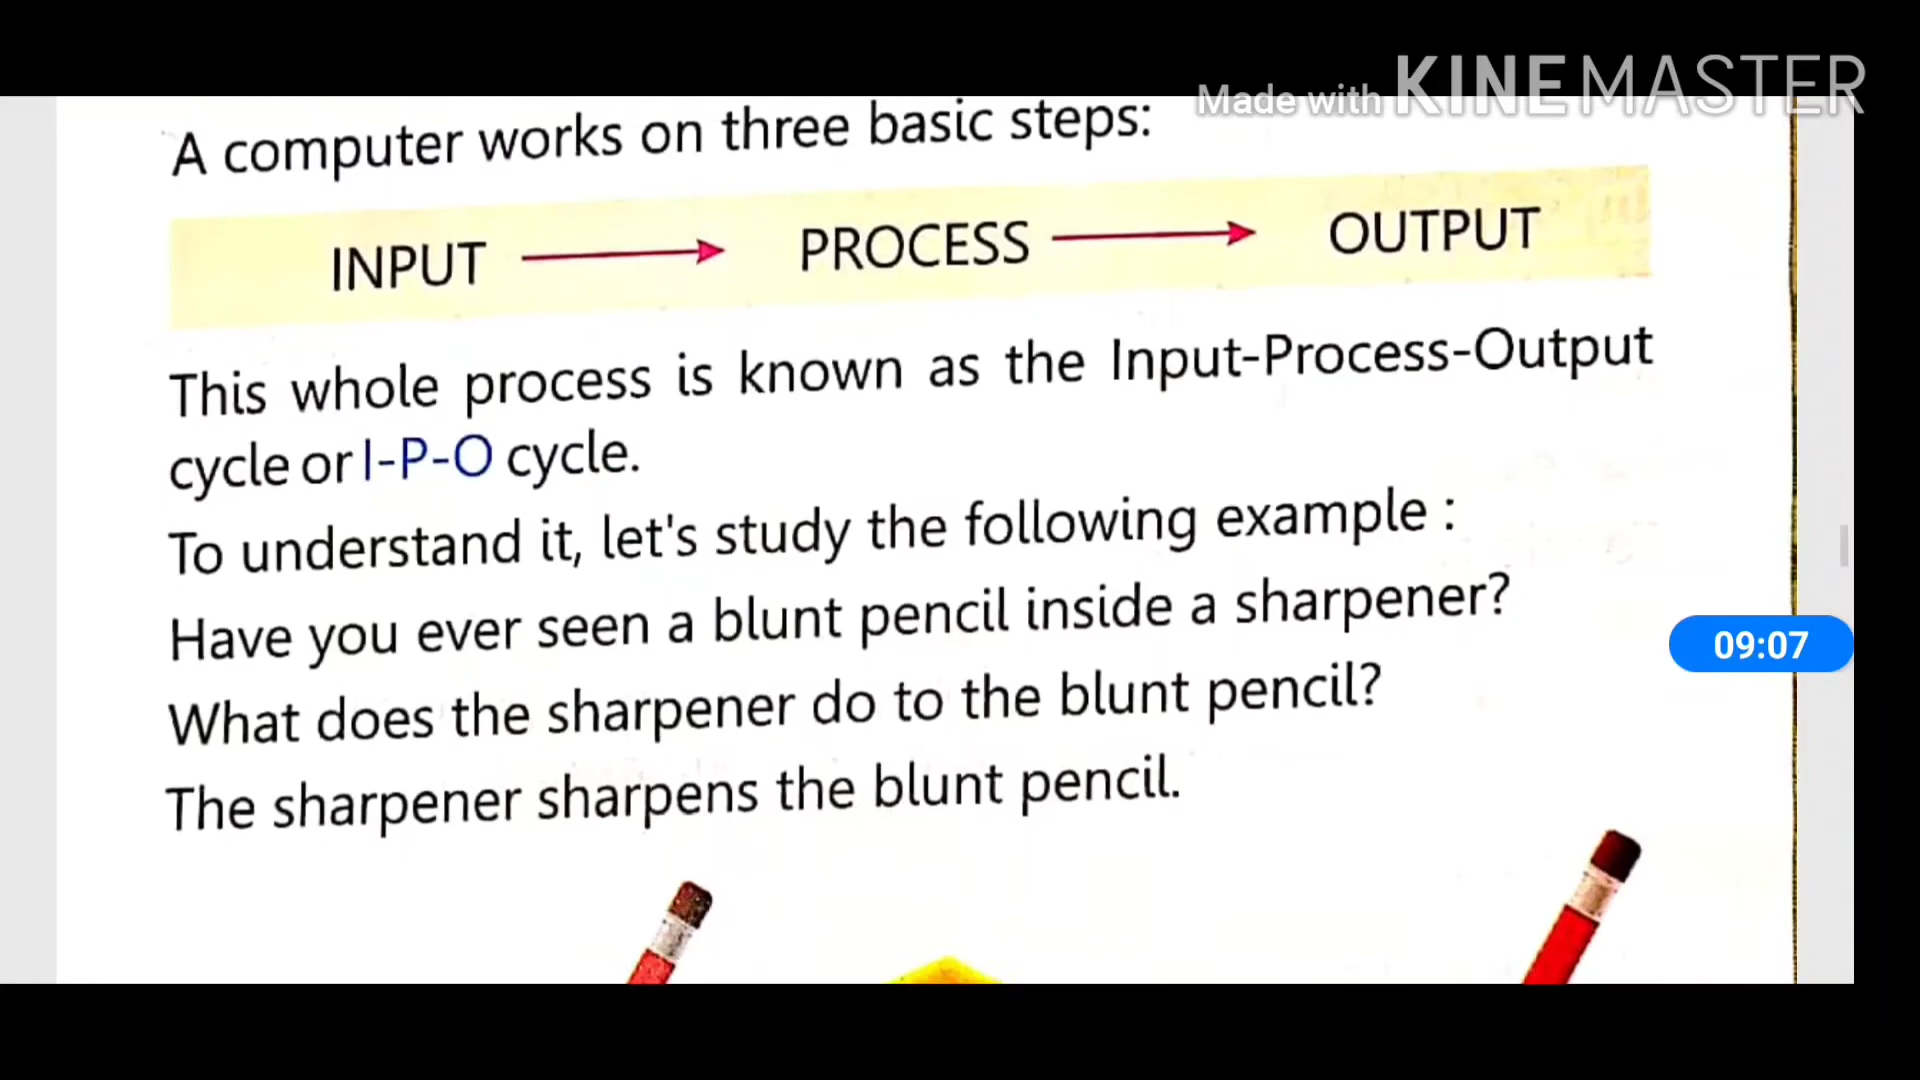 Made with KINEMASTER
A computer works on three basic steps:
INPUT PROCESS OUTPUT
This whole process is known as the Input-Process-Output
cycle or I-P-O cycle.
To understand it, let's study the following example :
Have you ever seen a blunt pencil inside a sharpener?
What does the sharpener do to the blunt pencil?
09:07
The sharpener sharpens the blunt pencil.